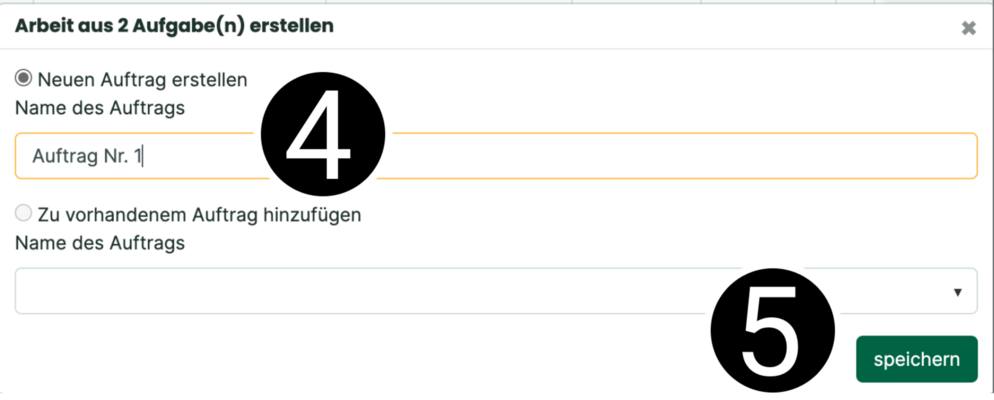 Arbeit aus 2 Aufgabe(n) erstellen
Neuen Auftrag erstellen
Name des Auftrags
4
Auftrag Nr. 1
Zu vorhandenem Auftrag hinzufügen
Name des Auftrags
5
speichern